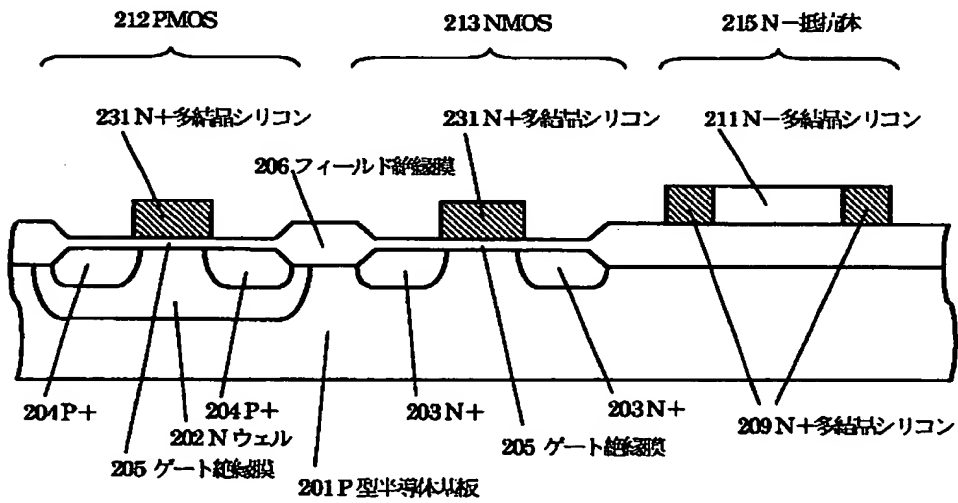 212 PMOS
213 NMOS
215 N－抵抗体
231 N＋多結晶シリコン
231 N＋多結晶シリコン
211 N－多結晶シリコン
206 フィールド絶縁膜
204 P+
204 P+
203 N+
203 N+
209 N＋多結晶シリコン
202 N ウェル
205 ゲート絶縁膜
205 ゲート絶縁膜
201 P 型半導体基板